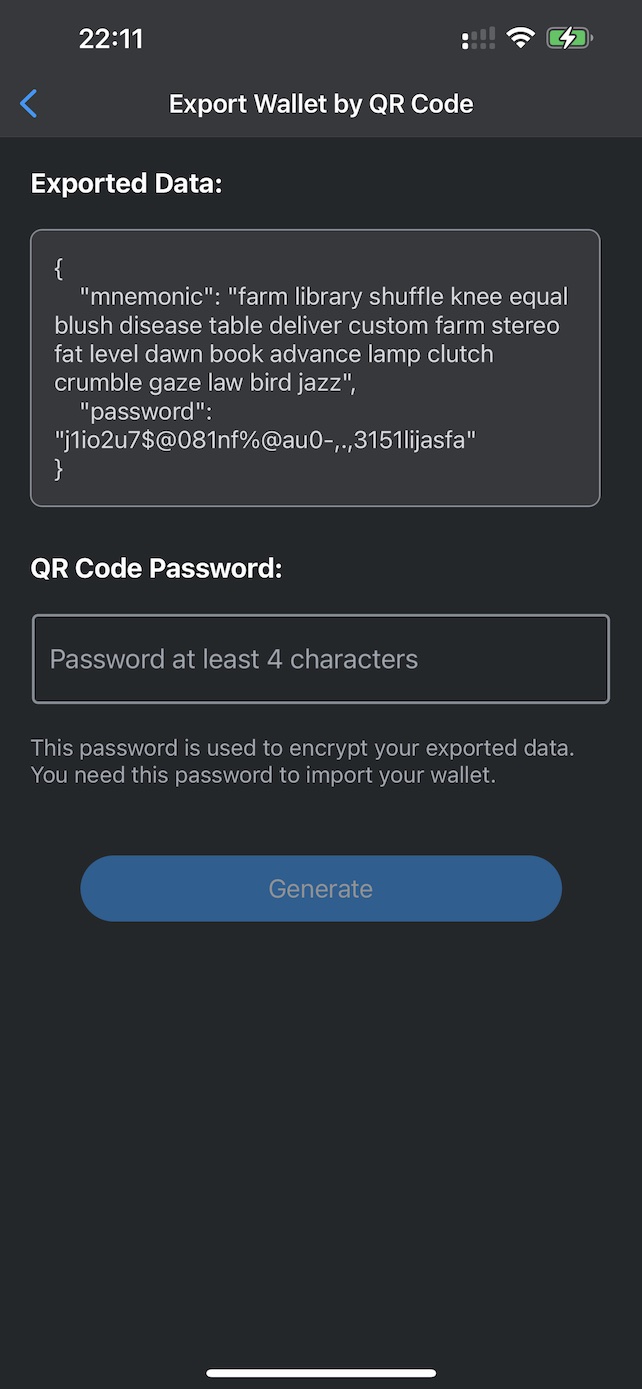 22:11
Export Wallet by QR Code
Exported Data:
{
"mnemonic": "farm library shuffle knee equal
blush disease table deliver custom farm stereo
fat level dawn book advance lamp clutch
crumble gaze law bird jazz",
"password":
"j1io2u7$@081nf%@au0-,.,3151lijasfa"
}
QR Code Password:
Password at least 4 characters
This password is used to encrypt your exported data.
You need this password to import your wallet.
Generate